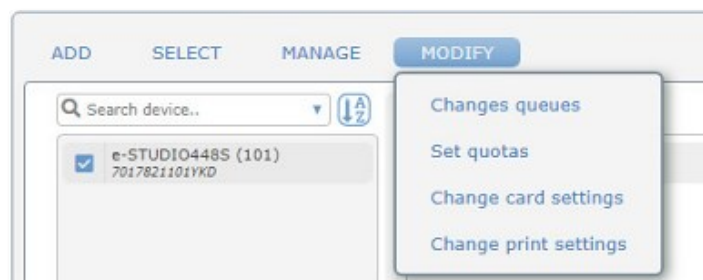 ADD SELECT MANAGE MODIFY
Search device..
e-STUDIO448S (101)
7017821101YKD
Changes queues
Set quotas
Change card settings
Change print settings